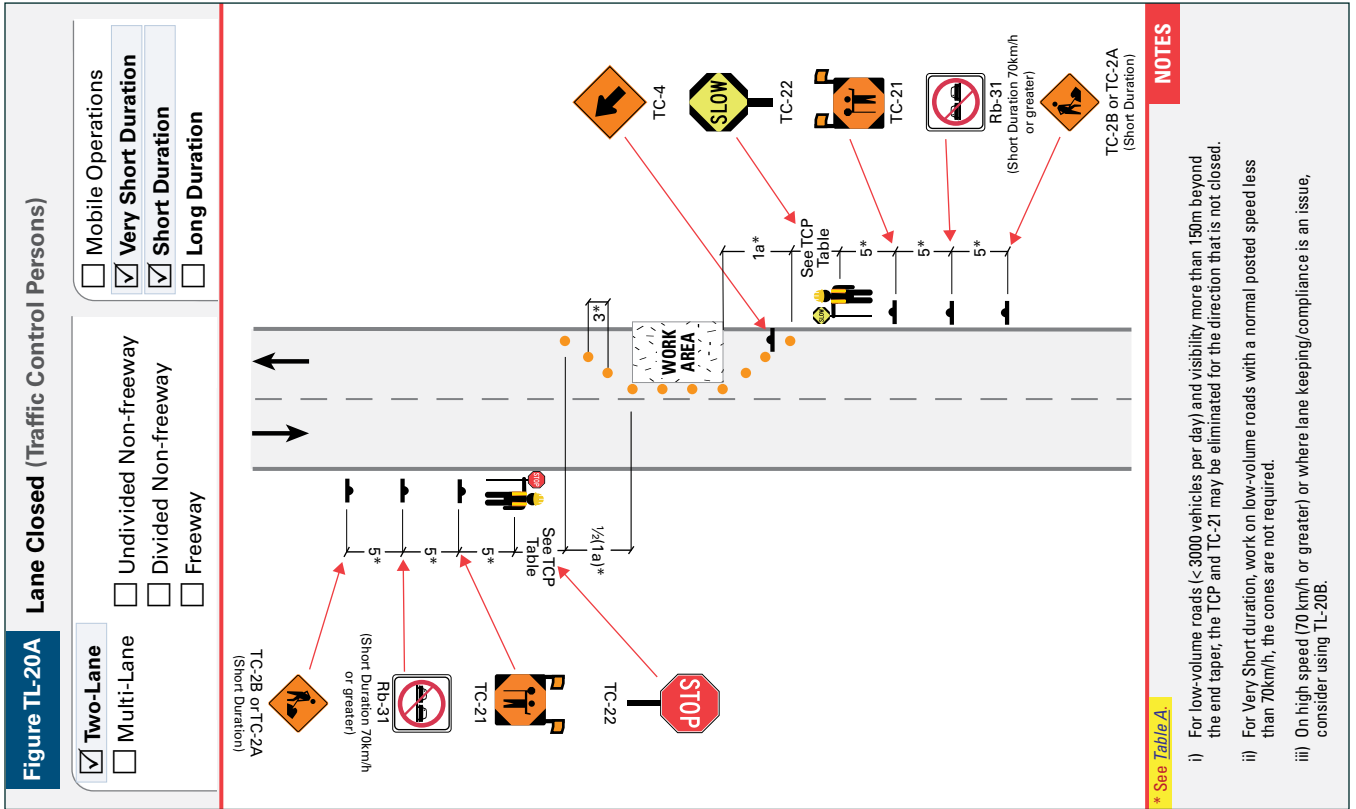 Figure TL-20A
Lane Closed (Traffic Control Persons)
Two-Lane
Multi-Lane
Undivided Non-freeway
Divided Non-freeway
Freeway
Mobile Operations
Very Short Duration
Short Duration
Long Duration
TC-2B or TC-2A
(Short Duration)
Rb-31
(Short Duration 70km/h
or greater)
TC-21
TC-22
STOP
5*
5*
5*
See TCP
Table
½(1a)*
STOP
3*
WORK
AREA
1a*
See TCP
Table
5*
5*
5*
SLOW
TC-4
SLOW
TC-22
TC-21
Rb-31
(Short Duration 70km/h
or greater)
TC-2B or TC-2A
(Short Duration)
* See Table A.
NOTES
i) For low-volume roads (< 3000 vehicles per day) and visibility more than 150m beyond
the end taper, the TCP and TC-21 may be eliminated for the direction that is not closed.
ii) For Very Short duration, work on low-volume roads with a normal posted speed less
than 70km/h, the cones are not required.
iii) On high speed (70 km/h or greater) or where lane keeping/compliance is an issue,
consider using TL-20B.